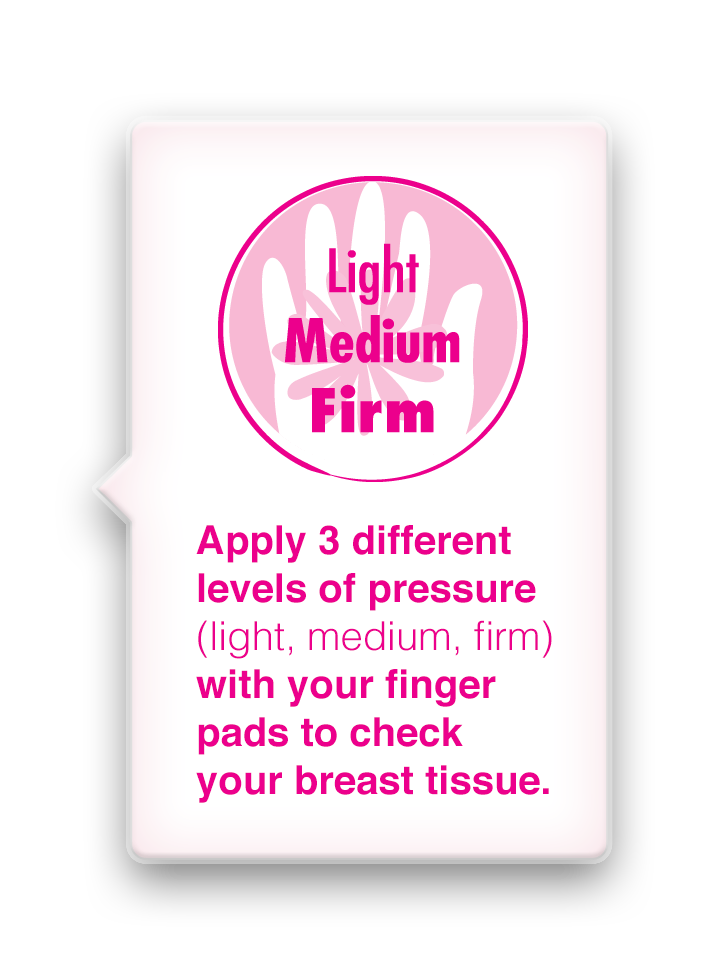 Light
Medium
Firm
Apply 3 different
levels of pressure
(light, medium, firm)
with your finger
pads to check
your breast tissue.